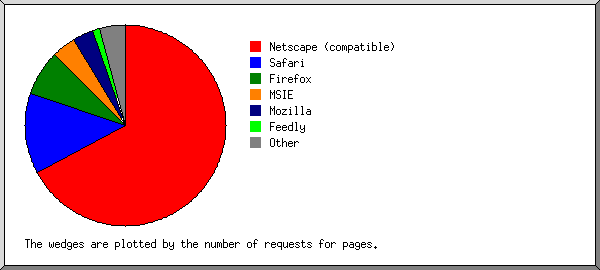 Netscape (compatible)
Safari
Firefox
MSIE
Mozilla
Feedly
Other
The wedges are plotted by the number of requests for pages.